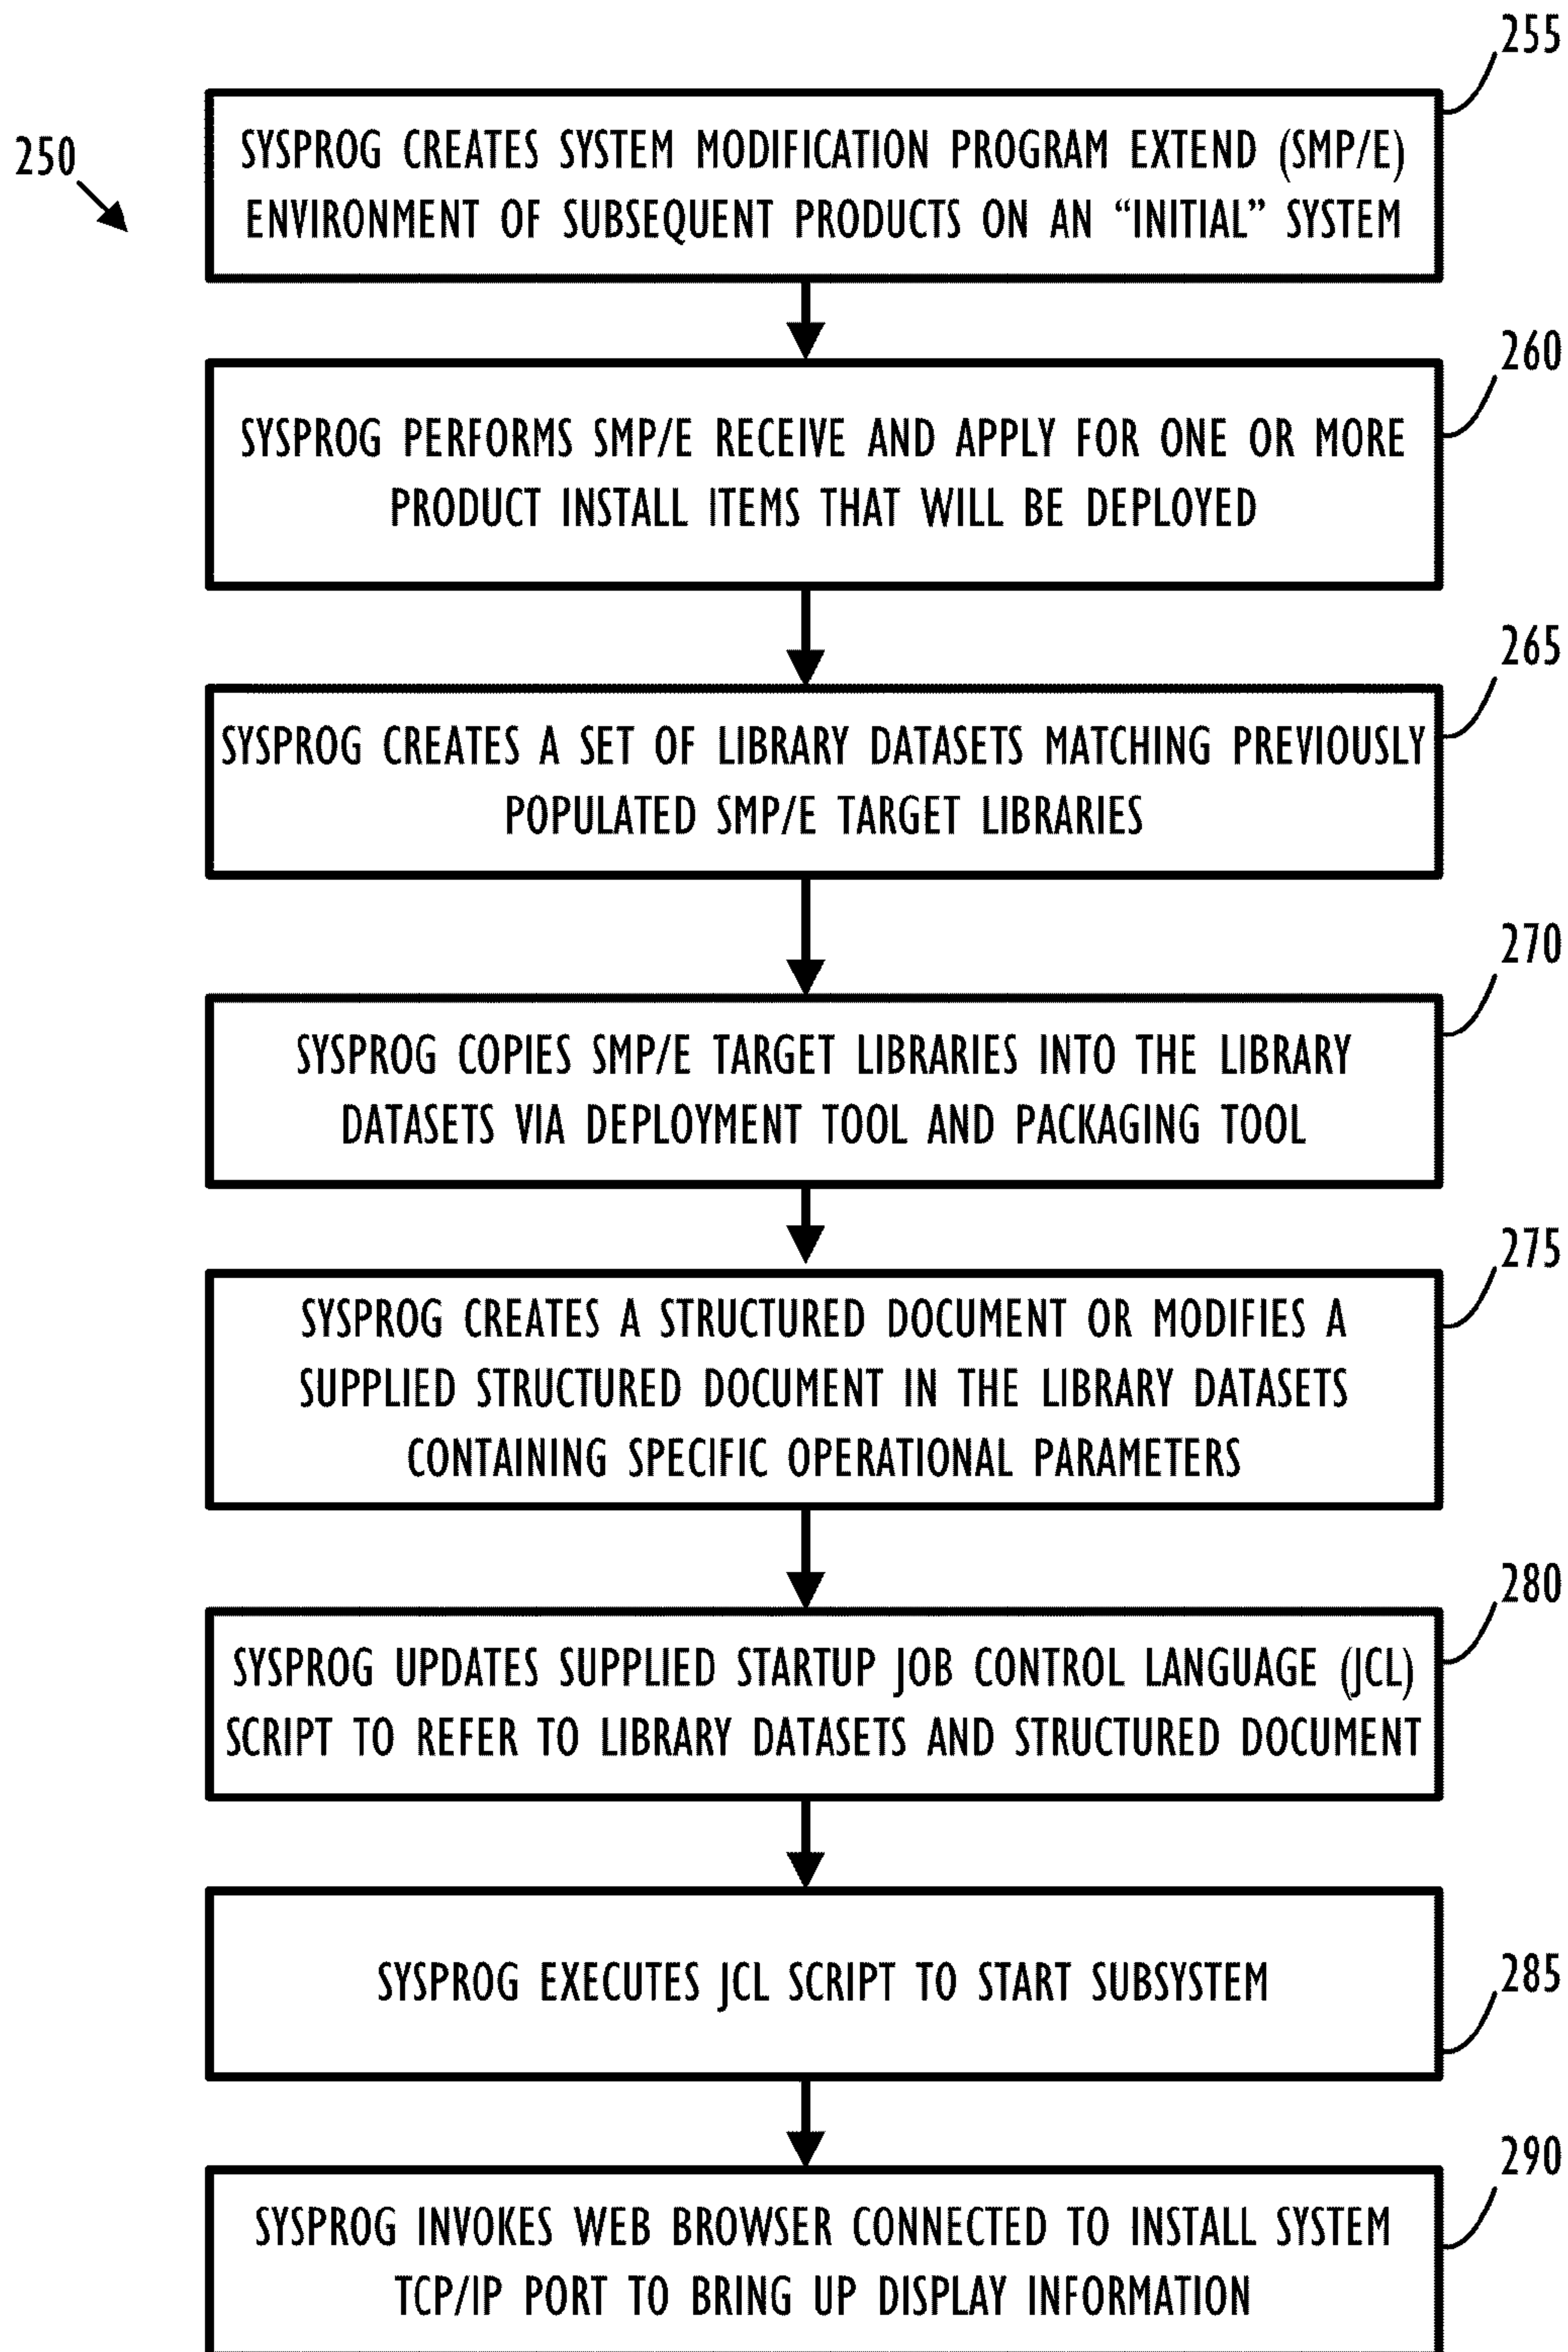 255
250
SYSPROG CREATES SYSTEM MODIFICATION PROGRAM EXTEND (SMP/E)
ENVIRONMENT OF SUBSEQUENT PRODUCTS ON AN “INITIAL” SYSTEM
260
SYSPROG PERFORMS SMP/E RECEIVE AND APPLY FOR ONE OR MORE
PRODUCT INSTALL ITEMS THAT WILL BE DEPLOYED
265
SYSPROG CREATES A SET OF LIBRARY DATASETS MATCHING PREVIOUSLY
POPULATED SMP/E TARGET LIBRARIES
270
SYSPROG COPIES SMP/E TARGET LIBRARIES INTO THE LIBRARY
DATASETS VIA DEPLOYMENT TOOL AND PACKAGING TOOL
275
SYSPROG CREATES A STRUCTURED DOCUMENT OR MODIFIES A
SUPPLIED STRUCTURED DOCUMENT IN THE LIBRARY DATASETS
CONTAINING SPECIFIC OPERATIONAL PARAMETERS
280
SYSPROG UPDATES SUPPLIED STARTUP JOB CONTROL LANGUAGE (JCL)
SCRIPT TO REFER TO LIBRARY DATASETS AND STRUCTURED DOCUMENT
285
SYSPROG EXECUTES JCL SCRIPT TO START SUBSYSTEM
290
SYSPROG INVOKES WEB BROWSER CONNECTED TO INSTALL SYSTEM
TCP/IP PORT TO BRING UP DISPLAY INFORMATION